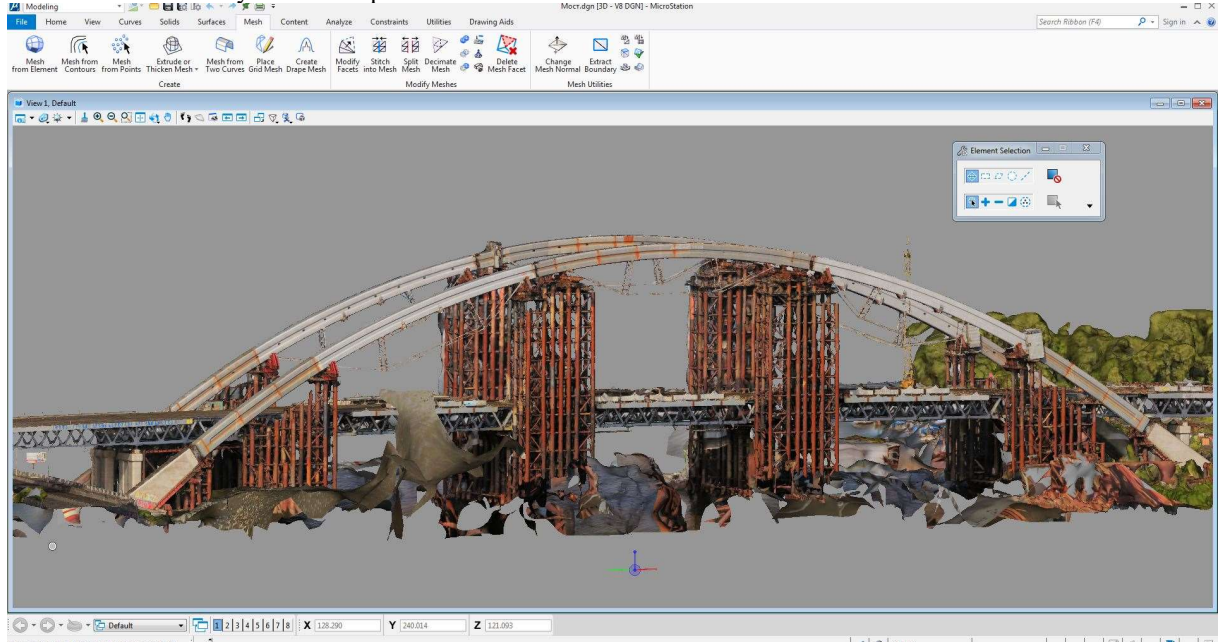 Modeling
Мост.dgn [3D - V8 DGN] - MicroStation
File Home View Curves Solids Surfaces Mesh Content Analyze Constraints Utilities Drawing Aids
Search Ribbon (F4)
Sign in
Mesh from Element
Mesh from Contours
Mesh from Points
Extrude or Thicken Mesh
Mesh from Two Curves
Place Grid Mesh
Create Drape Mesh
Modify Facets
Stitch into Mesh
Split Mesh
Decimate Mesh
Delete Mesh Facet
Change Mesh Normal
Extract Boundary
Create
Modify Meshes
Mesh Utilities
View 1, Default
Element Selection
Default
1 2 3 4 5 6 7 8
X 128.290
Y 240.014
Z 121.093